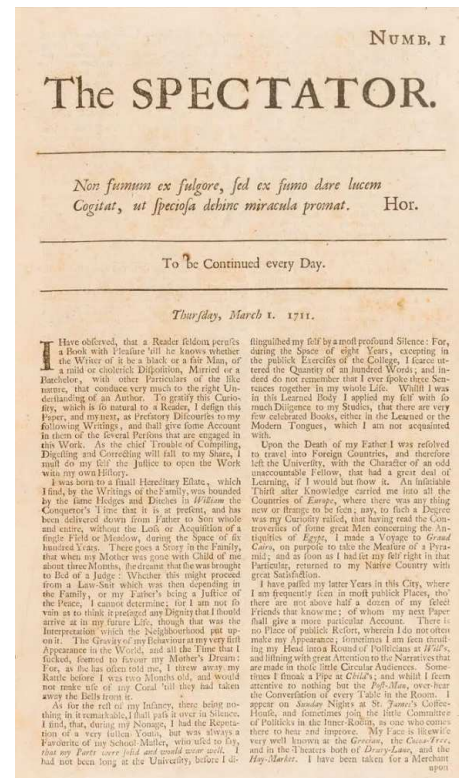 NUMB. 1
The SPECTATOR.
Non fumum ex fulgore, ſed ex fumo dare lucem
Cogitat, ut ſpecioſa dehinc miracula promat. HOR.
To be Continued every Day.
Thurſday, March 1. 1711.
I Have obſerved, that a Reader ſeldom peruſes
a Book with Pleaſure 'till he knows whether
the Writer of it be a black or a fair Man, of
a mild or cholerick Diſpoſition, Married or a
Batchelor, with other Particulars of the like
nature, that conduce very much to the right Un-
derſtanding of an Author. To gratify this Curio-
ſity, which is ſo natural to a Reader, I deſign this
Paper, and my next, as Prefatory Diſcourſes to my
following Writings, and ſhall give ſome Account
in them of the ſeveral Perſons that are engaged in
this Work. As the chief Trouble of Compiling,
Digeſting and Correcting will fall to my Share, I
muſt do my ſelf the Juſtice to open the Work
with my own Hiſtory.
I was born to a ſmall Hereditary Eſtate, which
I find, by the Writings of the Family, was bounded
by the ſame Hedges and Ditches in William the
Conqueror's Time that it is at preſent, and has
been delivered down from Father to Son whole
and entire, without the Loſs or Acquiſition of a
ſingle Field or Meadow, during the Space of ſix
hundred Years. There goes a Story in the Family,
that when my Mother was gone with Child of me
about three Months, ſhe dreamt that ſhe was brought
to Bed of a Judge: Whether this might proceed
from a Law-Suit which was then depending in
the Family, or my Father's being a Juſtice of
the Peace, I cannot determine; for I am not ſo
vain as to think it preſaged any Dignity that I ſhould
arrive at in my future Life, though that was the
Interpretation which the Neighbourhood put up-
on it. The Gravity of my Behaviour at my very firſt
Appearance in the World, and all the Time that I
ſucked, ſeemed to favour my Mother's Dream:
For, as ſhe has often told me, I threw away my
Rattle before I was two Months old, and would
not make uſe of my Coral 'till they had taken
away the Bells from it.
As for the reſt of my Infancy, there being no-
thing in it remarkable, I ſhall paſs it over in Silence.
I find, that, during my Nonage, I had the Reputa-
tion of a very ſullen Youth, but was always a
Favourite of my School-Maſter, who uſed to ſay,
that my Parts were ſolid and would wear well. I
had not been long at the Univerſity, before I di-
ſtinguiſhed my ſelf by a moſt profound Silence: For,
during the Space of eight Years, excepting in
the publick Exerciſes of the College, I ſcarce ut-
tered the Quantity of an hundred Words; and in-
deed do not remember that I ever ſpoke three Sen-
tences together in my whole Life. Whilſt I was
in this Learned Body I applied my ſelf with ſo
much Diligence to my Studies, that there are very
few celebrated Books, either in the Learned or the
Modern Tongues, which I am not acquainted
with.
Upon the Death of my Father I was reſolved
to travel into Foreign Countries, and therefore
left the Univerſity, with the Character of an odd
unaccountable Fellow, that had a great deal of
Learning, if I would but ſhow it. An inſatiable
Thirſt after Knowledge carried me into all the
Countries of Europe, where there was any thing
new or ſtrange to be ſeen; nay, to ſuch a Degree
was my Curioſity raiſed, that having read the Con-
troverſies of ſome great Men concerning the An-
tiquities of Egypt, I made a Voyage to Grand
Cairo, on purpoſe to take the Meaſure of a Pyra-
mid; and as ſoon as I had ſet my ſelf right in that
Particular, returned to my Native Country with
great Satisfaction.
I have paſſed my latter Years in this City, where
I am frequently ſeen in moſt publick Places, tho'
there are not above half a dozen of my ſelect
Friends that know me; of whom my next Paper
ſhall give a more particular Account. There is
no Place of publick Reſort, wherein I do not often
make my Appearance; ſometimes I am ſeen thruſt-
ing my Head into a Round of Politicians at Will's,
and liſtning with great Attention to the Narratives that
are made in thoſe little Circular Audiences. Some-
times I ſmoak a Pipe at Child's; and whilſt I ſeem
attentive to nothing but the Poſt-Man, over-hear
the Converſation of every Table in the Room. I
appear on Sunday Nights at St. James's Coffee-
Houſe, and ſometimes join the little Committee
of Politicks in the Inner-Room, as one who comes
there to hear and improve. My Face is likewiſe
very well known at the Grecian, the Cocoa-Tree,
and in the Theaters both of Drury-Lane, and the
Hay-Market. I have been taken for a Merchant
upon